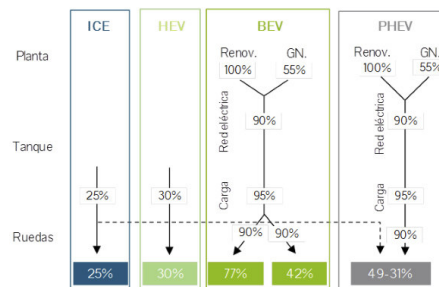 ICE HEV BEV PHEV
Planta Renov. GN. Renov. GN.
100% 55% 100% 55%
Red eléctrica Red eléctrica
90% 90%
Tanque
Carga Carga
25% 30% 95% 95%
90% 90% 90%
Ruedas
25% 30% 77% 42% 49-31%